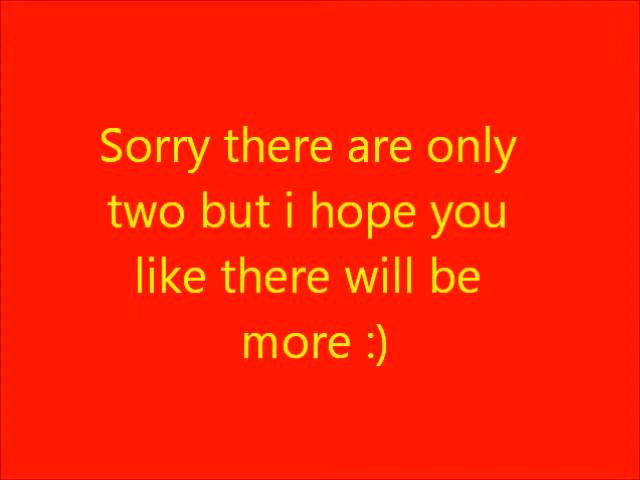 Sorry there are only
two but i hope you
like there will be
more :)